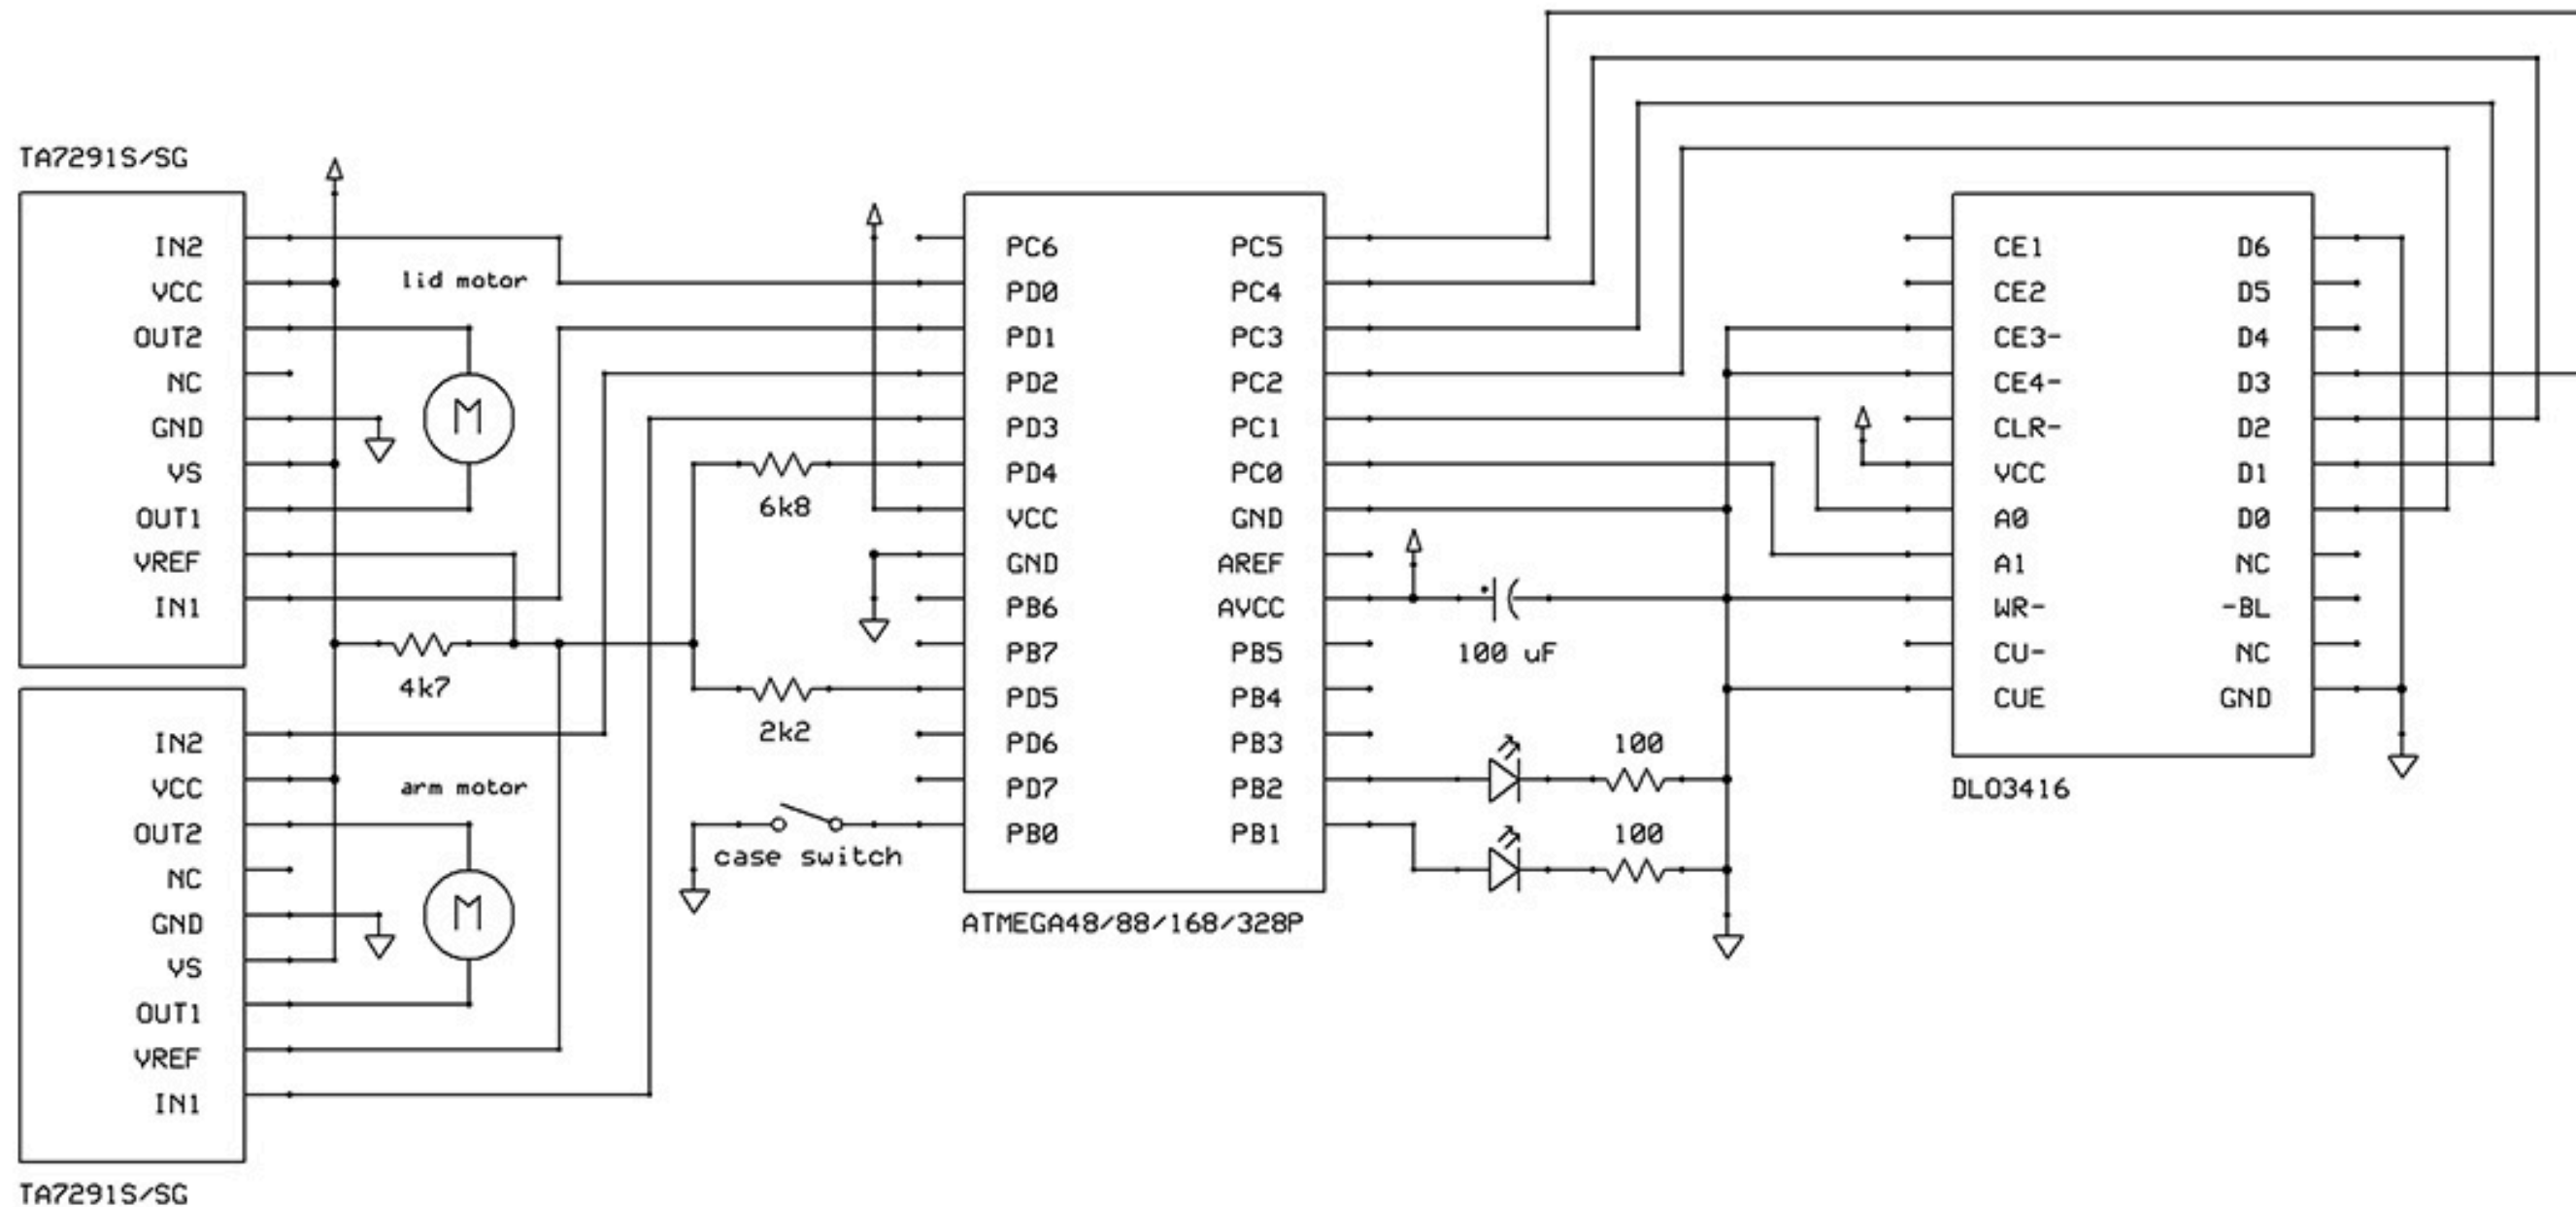 TA7291S/SG
IN2
VCC
OUT2
NC
GND
VS
OUT1
VREF
IN1
lid motor
M
4k7
IN2
VCC
OUT2
NC
GND
VS
OUT1
VREF
IN1
arm motor
M
TA7291S/SG
6k8
2k2
case switch
PC6 PC5
PD0 PC4
PD1 PC3
PD2 PC2
PD3 PC1
PD4 PC0
VCC GND
GND AREF
PB6 AVCC
PB7 PB5
PD5 PB4
PD6 PB3
PD7 PB2
PB0 PB1
ATMEGA48/88/168/328P
100 uF
100
100
CE1 D6
CE2 D5
CE3- D4
CE4- D3
CLR- D2
VCC D1
A0 D0
A1 NC
WR- -BL
CU- NC
CUE GND
DLO3416